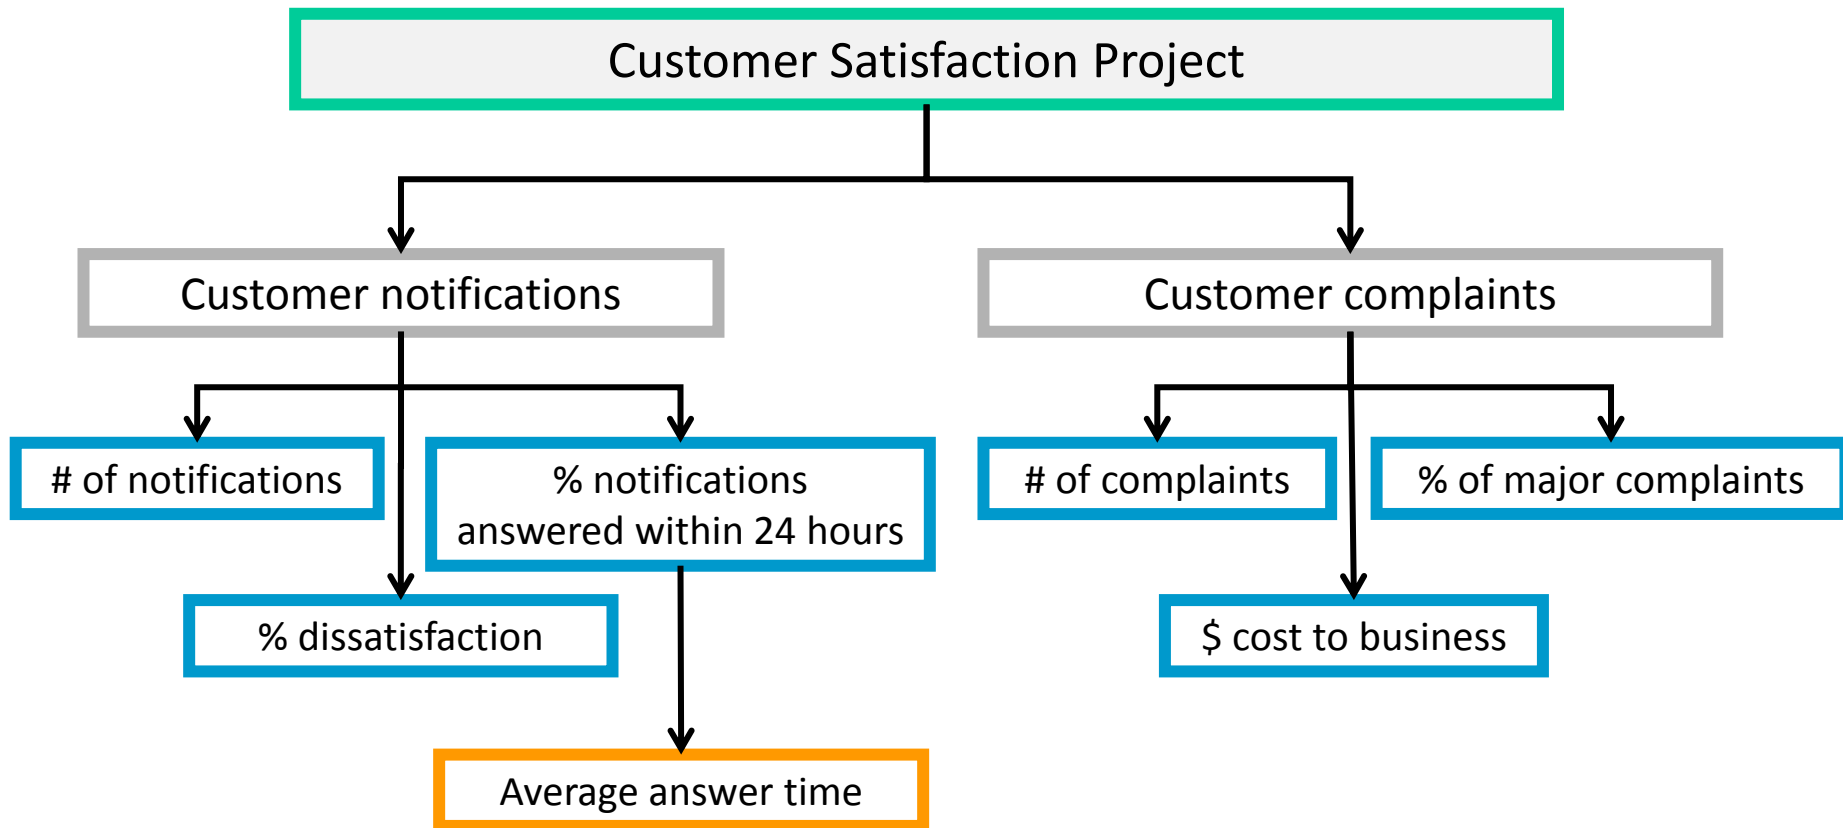 Customer Satisfaction Project
Customer notifications
Customer complaints
# of notifications
% notifications
answered within 24 hours
# of complaints
% of major complaints
% dissatisfaction
$ cost to business
Average answer time